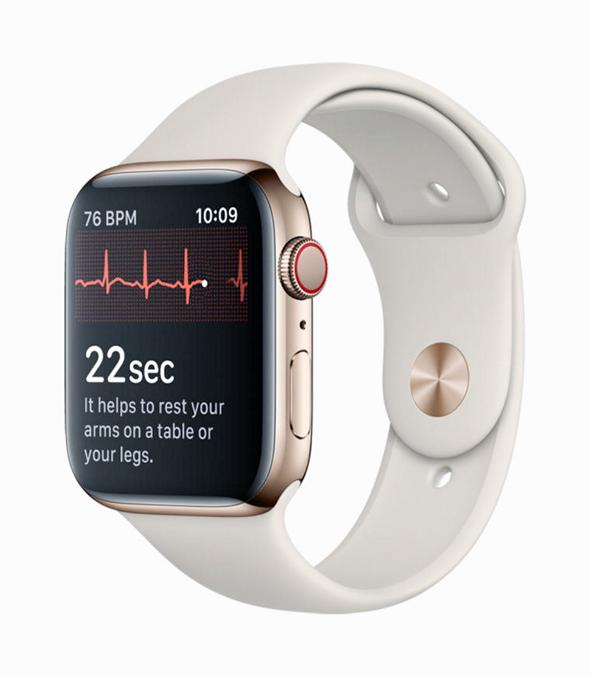 76 BPM 10:09
22sec
It helps to rest your
arms on a table or
your legs.